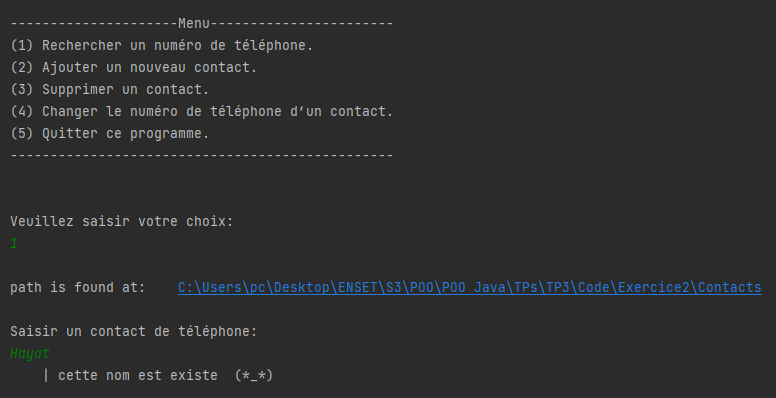 ---------------------Menu-----------------------
(1) Rechercher un numéro de téléphone.
(2) Ajouter un nouveau contact.
(3) Supprimer un contact.
(4) Changer le numéro de téléphone d’un contact.
(5) Quitter ce programme.
------------------------------------------------
Veuillez saisir votre choix:
1
path is found at:    C:\Users\pc\Desktop\ENSET\S3\POO\POO Java\TPs\TP3\Code\Exercice2\Contacts
Saisir un contact de téléphone:
Hayat
    | cette nom est existe  (*_*)